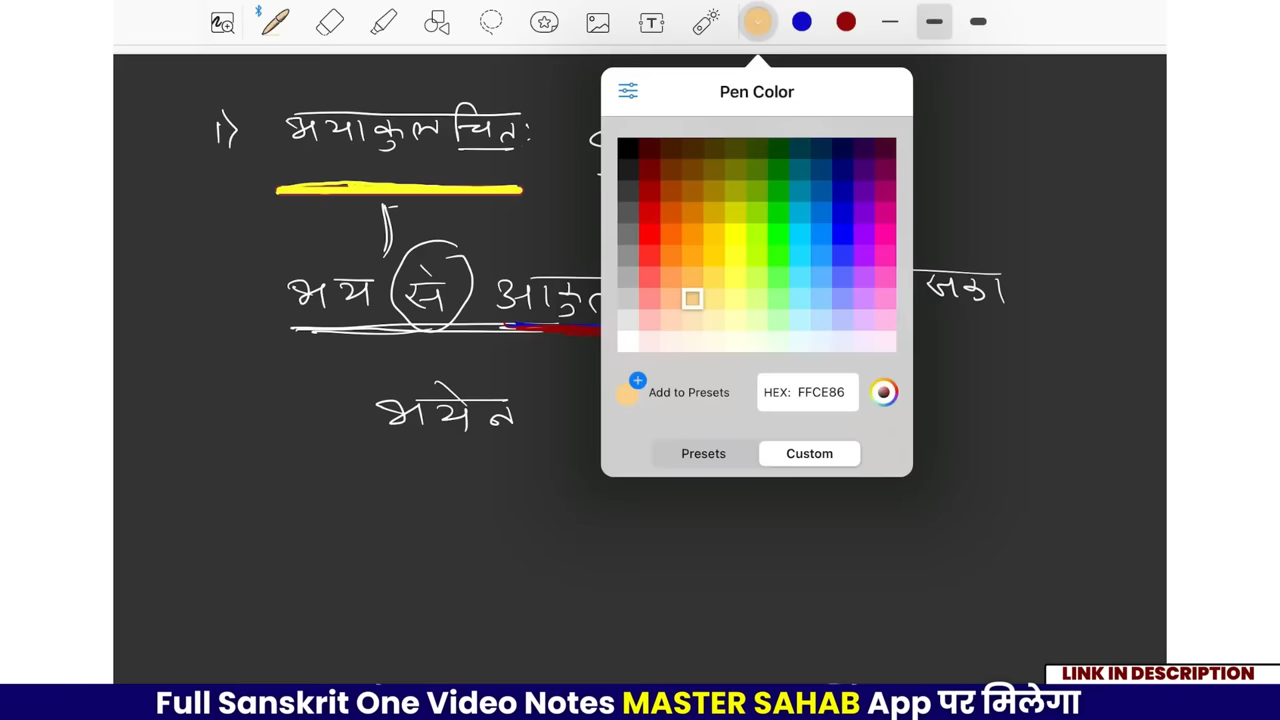 Pen Color
1) भयाकुल चितः
भय से आकुल जका
HEX: FFCE86
Add to Presets
भयेन
Presets Custom
LINK IN DESCRIPTION
Full Sanskrit One Video Notes MASTER SAHAB App पर मिलेगा